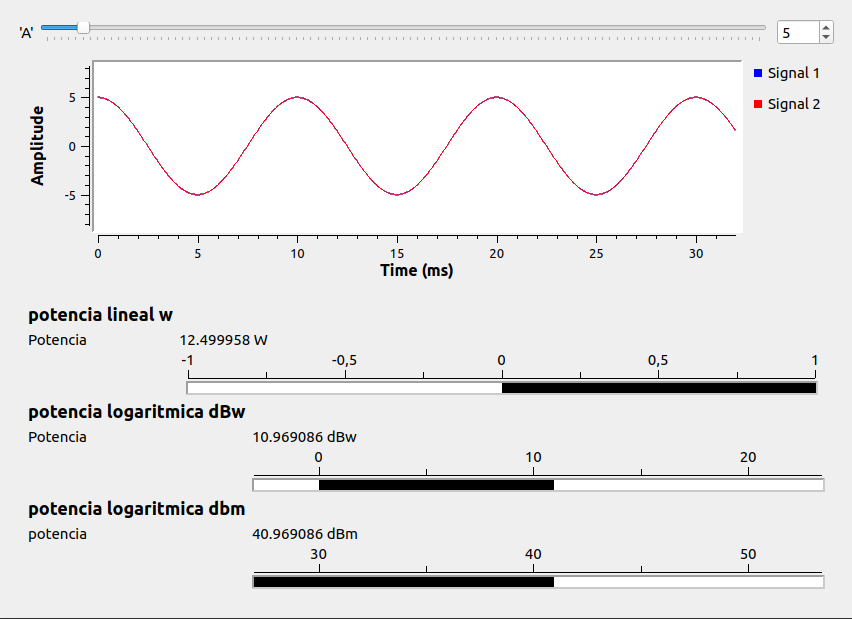 'A' 5
Signal 1
Signal 2
Amplitude
5
0
-5
0 5 10 15 20 25 30
Time (ms)
potencia lineal w
Potencia 12.499958 W
-1 -0,5 0 0,5 1
potencia logaritmica dBw
Potencia 10.969086 dBw
0 10 20
potencia logaritmica dbm
potencia 40.969086 dBm
30 40 50